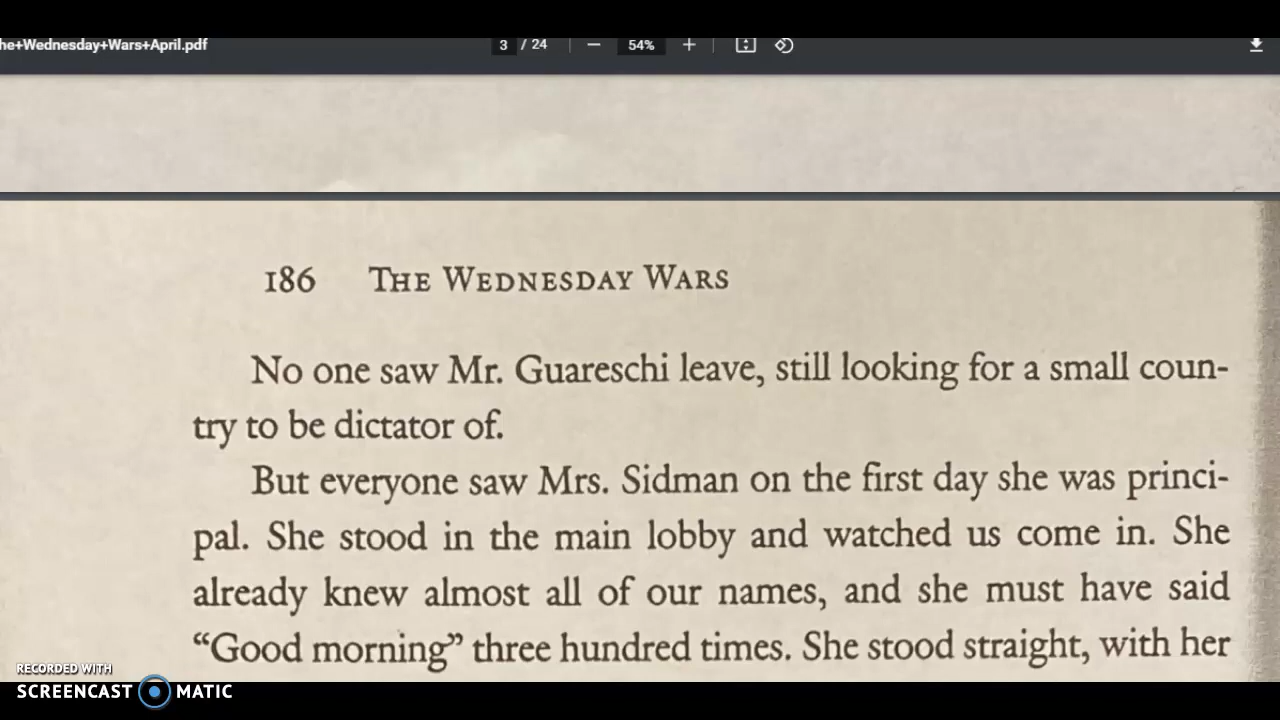 he+Wednesday+Wars+April.pdf 3 / 24 54%
186 THE WEDNESDAY WARS
No one saw Mr. Guareschi leave, still looking for a small coun-
try to be dictator of.
But everyone saw Mrs. Sidman on the first day she was princi-
pal. She stood in the main lobby and watched us come in. She
already knew almost all of our names, and she must have said
“Good morning” three hundred times. She stood straight, with her
RECORDED WITH
SCREENCAST MATIC